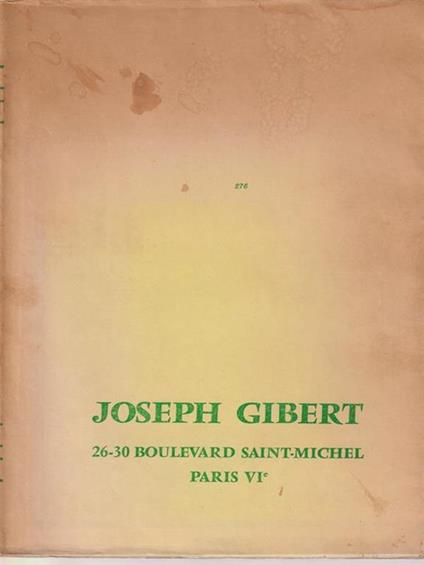 276
JOSEPH GIBERT
26-30 BOULEVARD SAINT-MICHEL
PARIS VIe